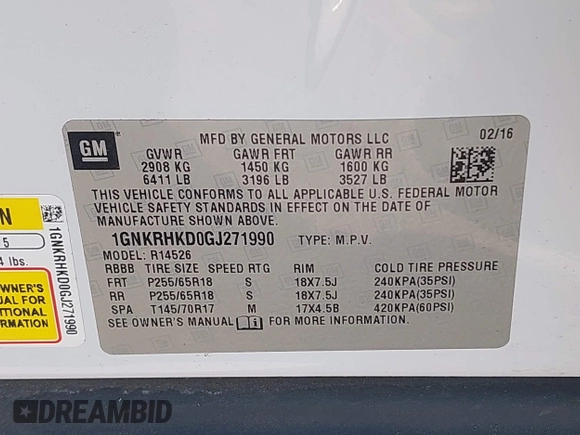 GM
MFD BY GENERAL MOTORS LLC 02/16
GVWR GAWR FRT GAWR RR
2908 KG 1450 KG 1600 KG
6411 LB 3196 LB 3527 LB
THIS VEHICLE CONFORMS TO ALL APPLICABLE U.S. FEDERAL MOTOR
VEHICLE SAFETY STANDARDS IN EFFECT ON THE DATE OF
MANUFACTURE SHOWN ABOVE.
1GNKRHKD0GJ271990 TYPE: M.P.V.
MODEL: R14526
RBBB TIRE SIZE SPEED RTG RIM COLD TIRE PRESSURE
FRT P255/65R18 S 18X7.5J 240KPA(35PSI)
RR P255/65R18 S 18X7.5J 240KPA(35PSI)
SPA T145/70R17 M 17X4.5B 420KPA(60PSI)
SEE OWNER'S MANUAL FOR MORE INFORMATION.
N
5
4 lbs.
OWNER'S
UAL FOR
ITIONAL
RMATION
1GNKRHKD0GJ271990
DREAMBID